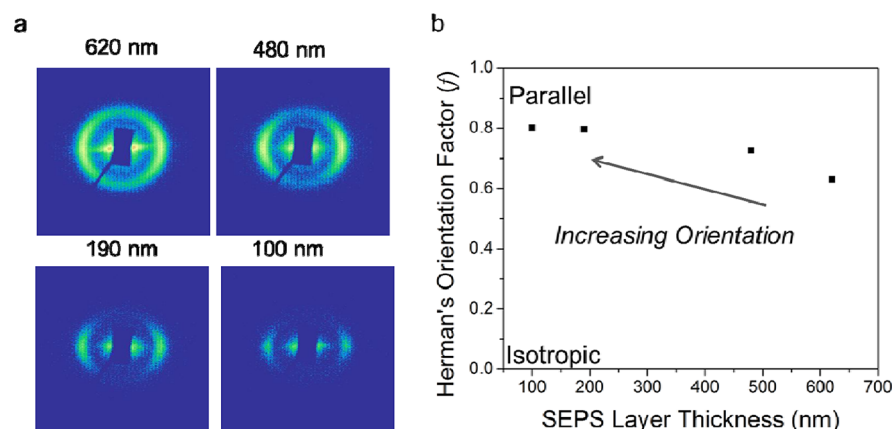 a
620 nm
480 nm
190 nm
100 nm
b
Herman's Orientation Factor (f)
1.0
0.8
0.6
0.4
0.2
0.0
Parallel
Increasing Orientation
Isotropic
100 200 300 400 500 600 700
SEPS Layer Thickness (nm)